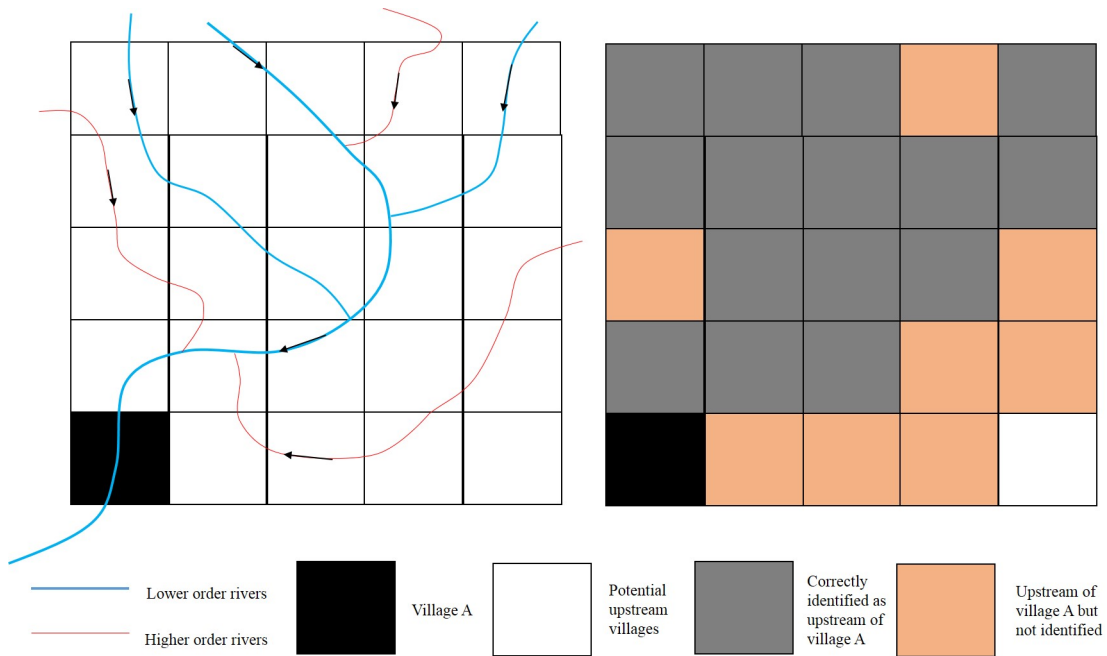 Lower order rivers
Higher order rivers
Village A
Potential
upstream
villages
Correctly
identified as
upstream of
village A
Upstream of
village A but
not identified